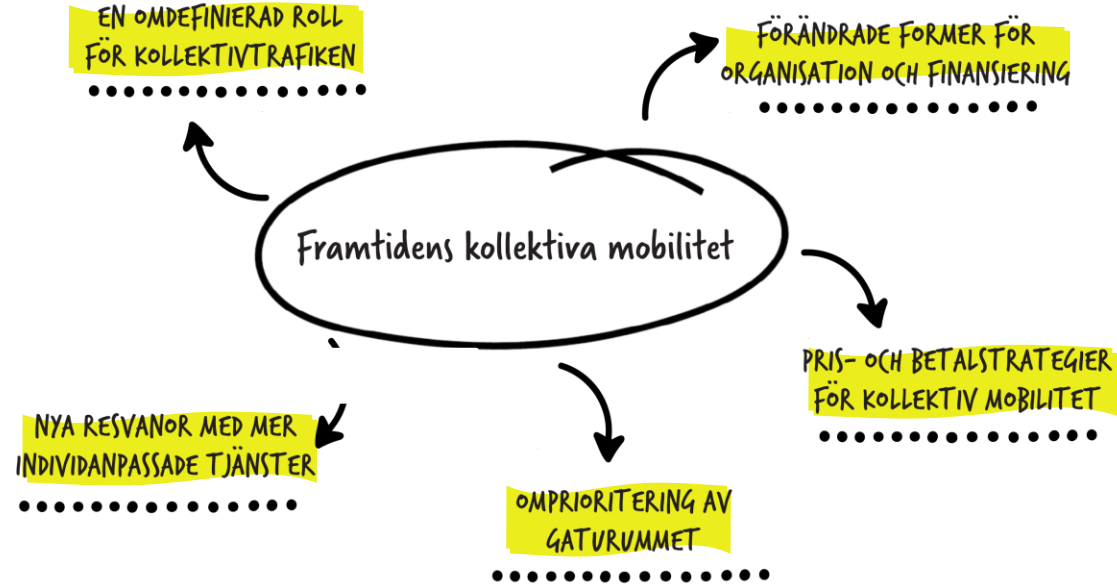 EN OMDEFINIERAD ROLL
FÖR KOLLEKTIVTRAFIKEN
FÖRÄNDRADE FORMER FÖR
ORGANISATION OCH FINANSIERING
Framtidens kollektiva mobilitet
PRIS- OCH BETALSTRATEGIER
FÖR KOLLEKTIV MOBILITET
NYA RESVANOR MED MER
INDIVIDANPASSADE TJÄNSTER
OMPRIORITERING AV
GATURUMMET